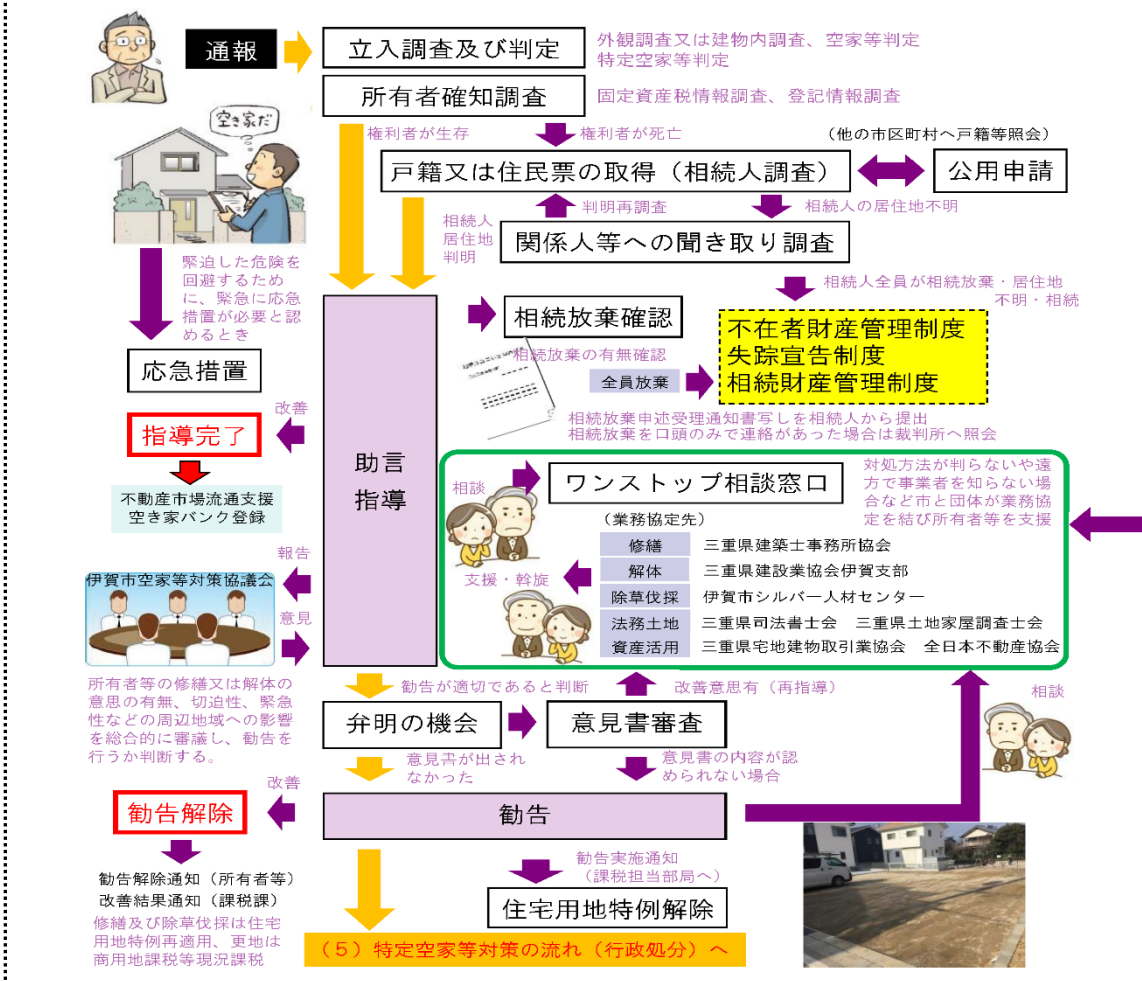 通報
立入調査及び判定
外観調査又は建物内調査、空家等判定
特定空家等判定
所有者確知調査
固定資産税情報調査、登記情報調査
空き家だ
権利者が生存
権利者が死亡
（他の市区町村へ戸籍等照会）
戸籍又は住民票の取得（相続人調査）
公用申請
相続人
居住地
判明
判明再調査
相続人の居住地不明
関係人等への聞き取り調査
緊迫した危険を
回避するため
に、緊急に応急
措置が必要と認
めるとき
相続人全員が相続放棄・居住地
不明・相続
応急措置
相続放棄確認
相続放棄の有無確認
全員放棄
不在者財産管理制度
失踪宣告制度
相続財産管理制度
相続放棄申述受理通知書写しを相続人から提出
相続放棄を口頭のみで連絡があった場合は裁判所へ照会
改善
指導完了
不動産市場流通支援
空き家バンク登録
助言
指導
相談
ワンストップ相談窓口
対処方法が判らないや遠
方で事業者を知らない場
合など市と団体が業務協
定を結び所有者等を支援
（業務協定先）
修繕　三重県建築士事務所協会
解体　三重県建設業協会伊賀支部
除草伐採　伊賀市シルバー人材センター
法務土地　三重県司法書士会　三重県土地家屋調査士会
資産活用　三重県宅地建物取引業協会　全日本不動産協会
支援・斡旋
報告
伊賀市空家等対策協議会
意見
所有者等の修繕又は解体の
意思の有無、切迫性、緊急
性などの周辺地域への影響
を総合的に審議し、勧告を
行うか判断する。
勧告が適切であると判断
改善意思有（再指導）
相談
弁明の機会
意見書審査
意見書が出され
なかった
意見書の内容が認
められない場合
改善
勧告解除
勧告
勧告解除通知（所有者等）
改善結果通知（課税課）
修繕及び除草伐採は住宅
用地特例再適用、更地は
商用地課税等現況課税
勧告実施通知
（課税担当部局へ）
住宅用地特例解除
（５）特定空家等対策の流れ（行政処分）へ